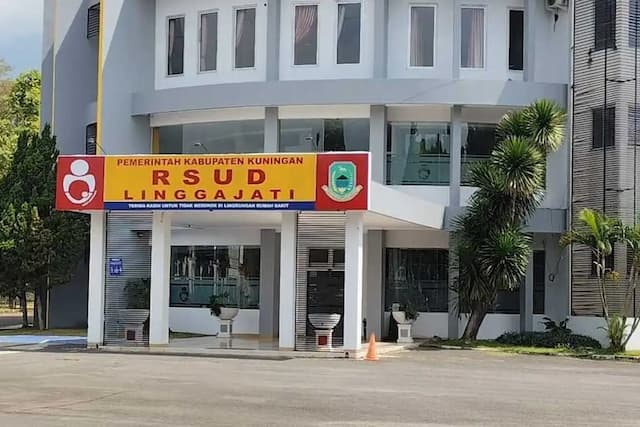 PEMERINTAH KABUPATEN KUNINGAN
RSUD
LINGGAJATI
TERIMA KASIH UNTUK TIDAK MEROKOK DI LINGKUNGAN RUMAH SAKIT